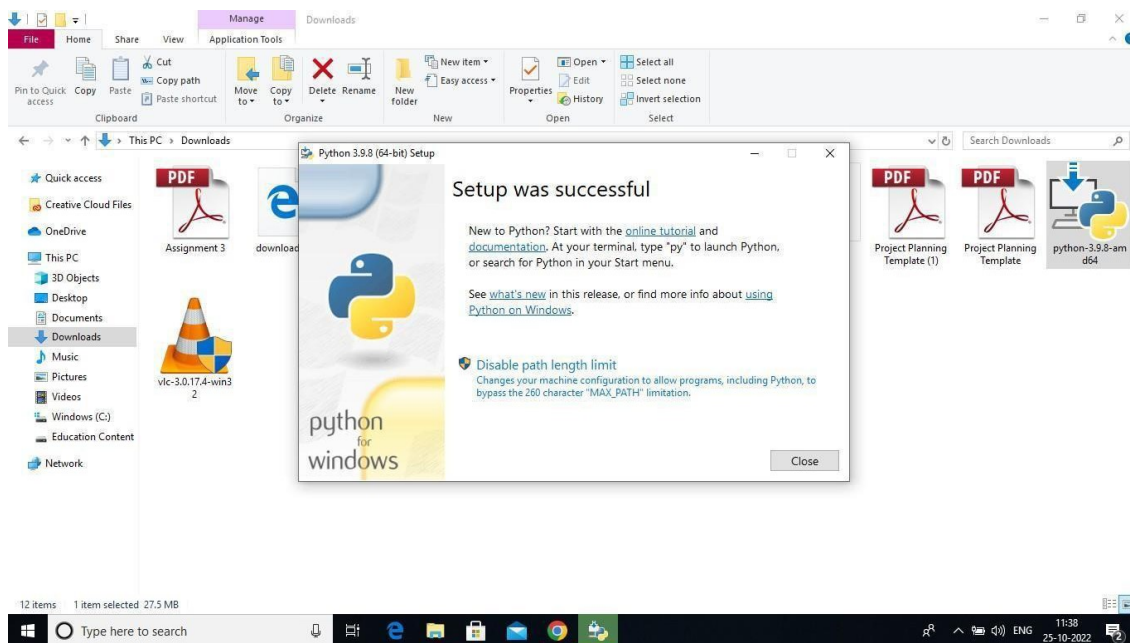 Manage
Downloads
File
Home
Share
View
Application Tools
Pin to Quick access
Copy
Paste
Cut
Copy path
Paste shortcut
Move to
Copy to
Delete
Rename
New folder
New item
Easy access
Properties
Open
Edit
History
Select all
Select none
Invert selection
Clipboard
Organize
New
Open
Select
This PC > Downloads
Search Downloads
Quick access
Creative Cloud Files
OneDrive
This PC
3D Objects
Desktop
Documents
Downloads
Music
Pictures
Videos
Windows (C:)
Education Content
Network
PDF
Assignment 3
download
vlc-3.0.17.4-win3
2
Python 3.9.8 (64-bit) Setup
Setup was successful
New to Python? Start with the online tutorial and
documentation. At your terminal, type "py" to launch Python,
or search for Python in your Start menu.
See what's new in this release, or find more info about using
Python on Windows.
Disable path length limit
Changes your machine configuration to allow programs, including Python, to
bypass the 260 character "MAX_PATH" limitation.
python
for
windows
Close
PDF
Project Planning
Template (1)
PDF
Project Planning
Template
python-3.9.8-am
d64
12 items
1 item selected 27.5 MB
Type here to search
ENG
11:38
25-10-2022
2